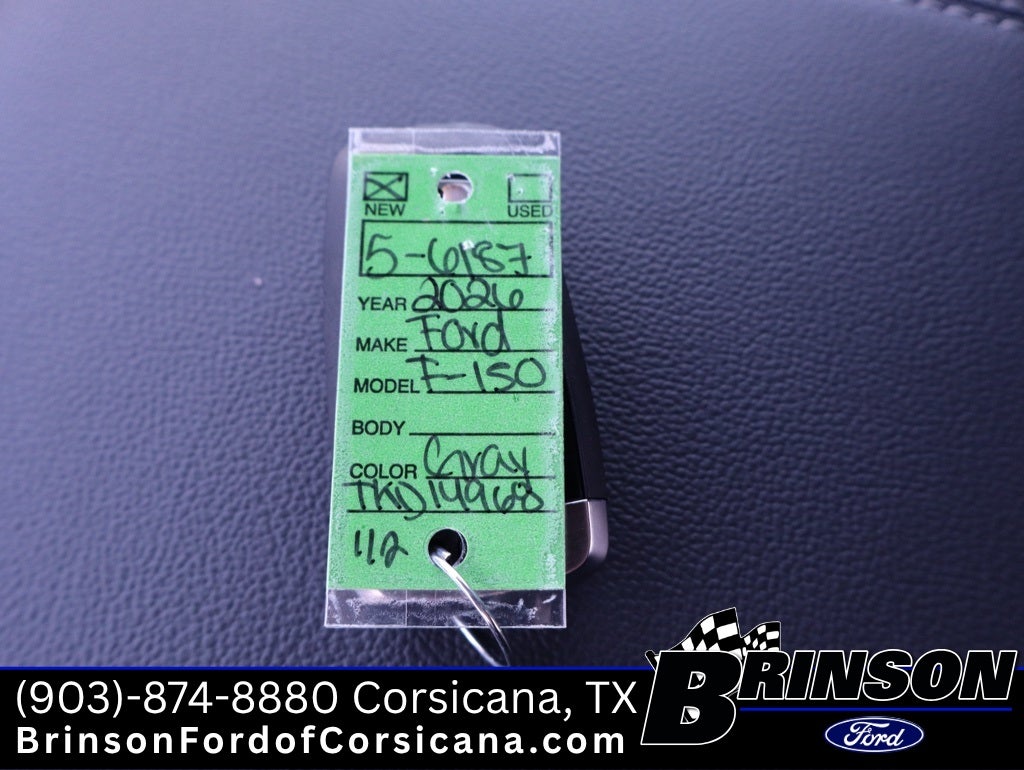 NEW USED
5-6187
YEAR 2026
MAKE Ford
MODEL F-150
BODY
COLOR Gray
TKD14968
112
(903)-874-8880 Corsicana, TX
BrinsonFordofCorsicana.com
BRINSON
Ford